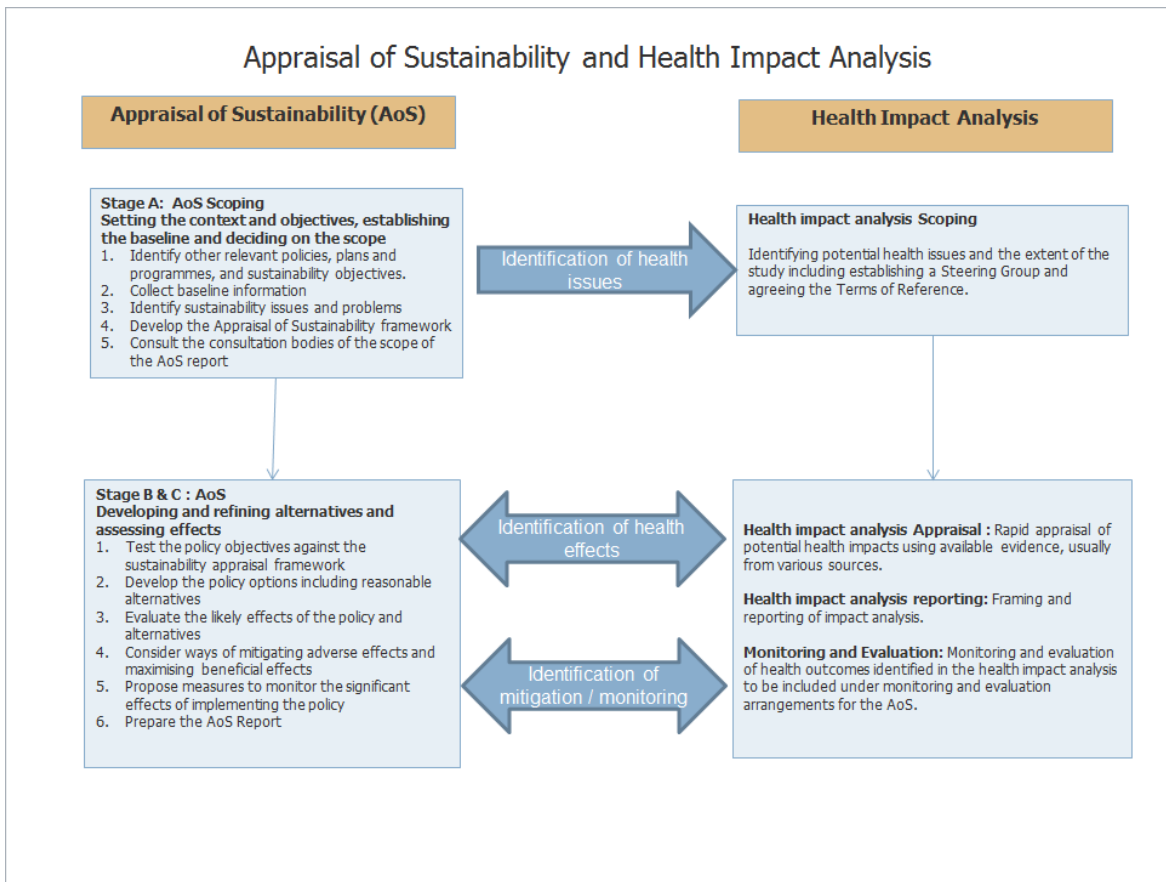 Appraisal of Sustainability and Health Impact Analysis
Appraisal of Sustainability (AoS)
Health Impact Analysis
Stage A:  AoS Scoping
Setting the context and objectives, establishing
the baseline and deciding on the scope
1. Identify other relevant policies, plans and
programmes, and sustainability objectives.
2. Collect baseline information
3. Identify sustainability issues and problems
4. Develop the Appraisal of Sustainability framework
5. Consult the consultation bodies of the scope of
the AoS report
Identification of health
issues
Health impact analysis Scoping
Identifying potential health issues and the extent of the
study including establishing a Steering Group and
agreeing the Terms of Reference.
Stage B & C : AoS
Developing and refining alternatives and
assessing effects
1. Test the policy objectives against the
sustainability appraisal framework
2. Develop the policy options including reasonable
alternatives
3. Evaluate the likely effects of the policy and
alternatives
4. Consider ways of mitigating adverse effects and
maximising beneficial effects
5. Propose measures to monitor the significant
effects of implementing the policy
6. Prepare the AoS Report
Identification of health
effects
Identification of
mitigation / monitoring
Health impact analysis Appraisal : Rapid appraisal of
potential health impacts using available evidence, usually
from various sources.
Health impact analysis reporting: Framing and
reporting of impact analysis.
Monitoring and Evaluation: Monitoring and evaluation
of health outcomes identified in the health impact analysis
to be included under monitoring and evaluation
arrangements for the AoS.